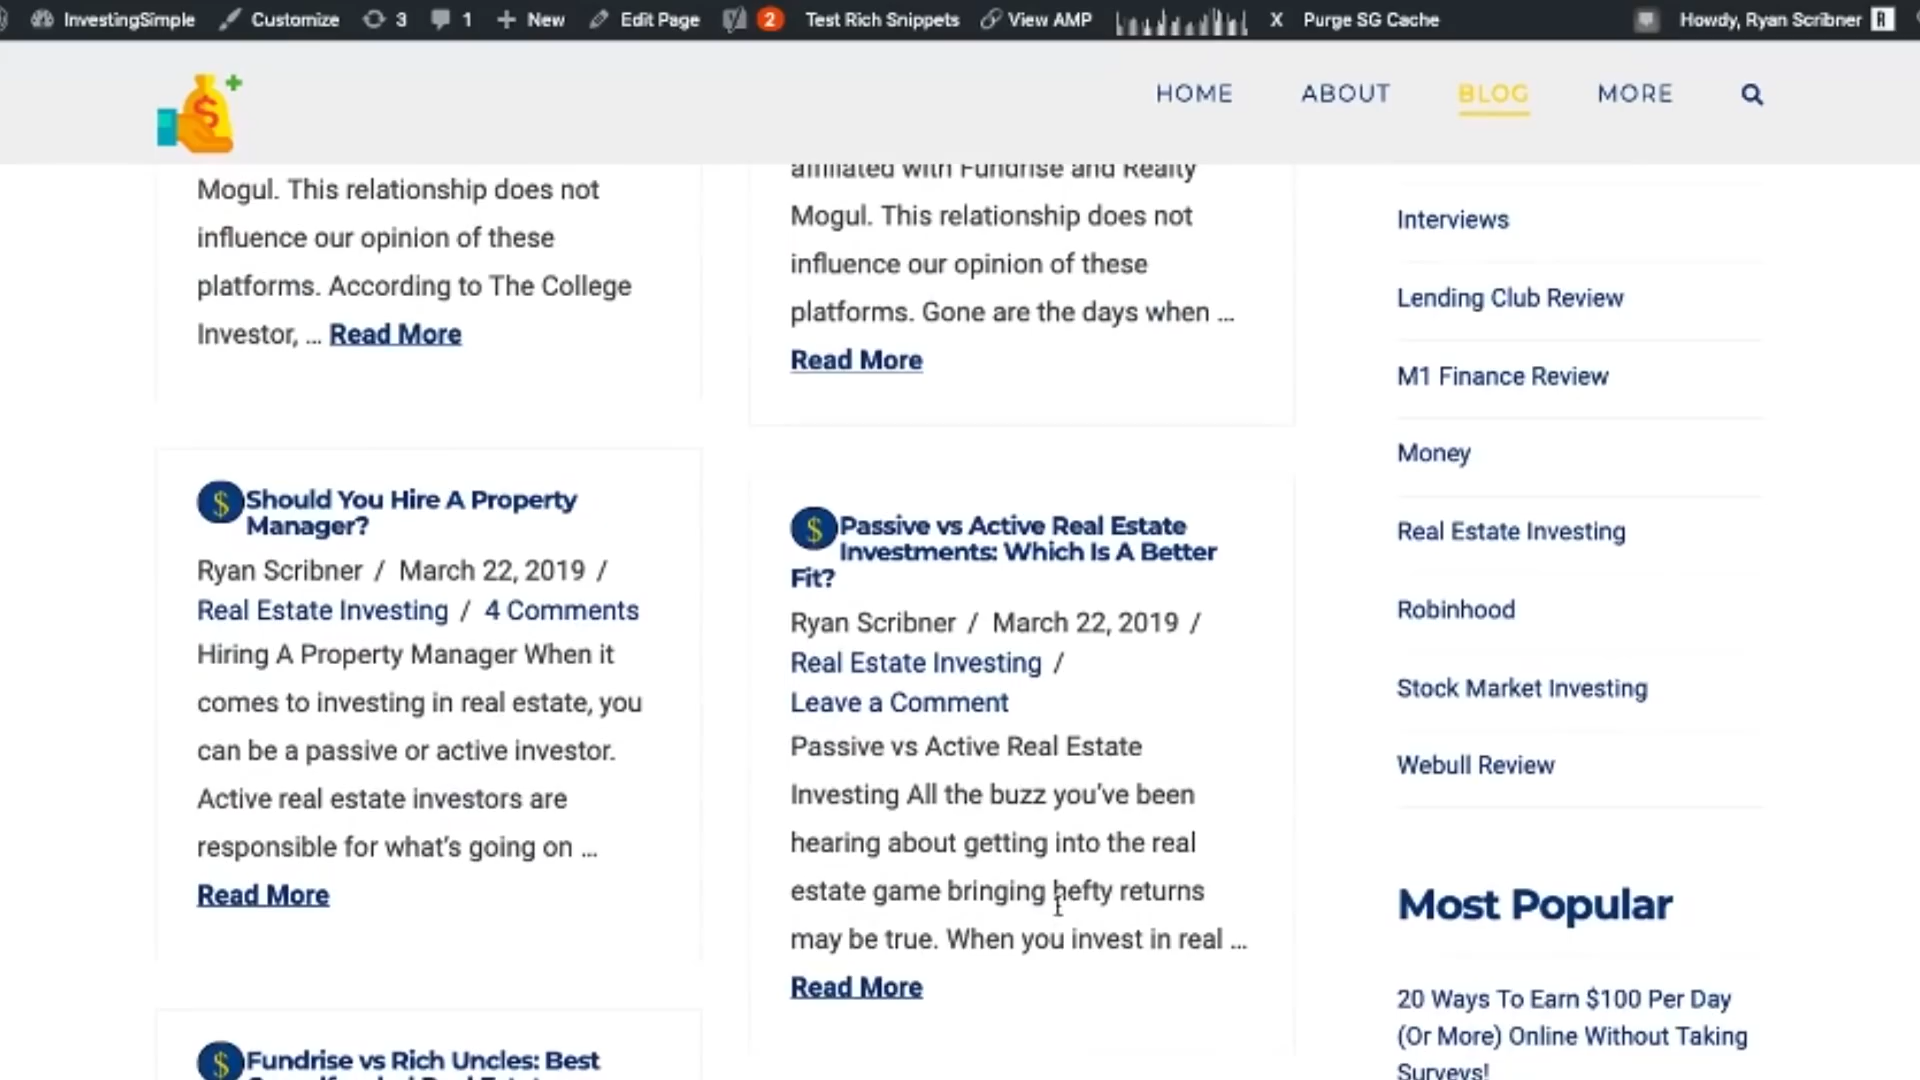 InvestingSimple Customize 3 1 New Edit Page 2 Test Rich Snippets View AMP X Purge SG Cache Howdy, Ryan Scribner R
HOME ABOUT BLOG MORE
Mogul. This relationship does not
influence our opinion of these
platforms. According to The College
Investor, ... Read More
Should You Hire A Property
Manager?
Ryan Scribner / March 22, 2019 /
Real Estate Investing / 4 Comments
Hiring A Property Manager When it
comes to investing in real estate, you
can be a passive or active investor.
Active real estate investors are
responsible for what's going on ...
Read More
Fundrise vs Rich Uncles: Best
affiliated with Fundrise and Realty
Mogul. This relationship does not
influence our opinion of these
platforms. Gone are the days when ...
Read More
Passive vs Active Real Estate
Investments: Which Is A Better
Fit?
Ryan Scribner / March 22, 2019 /
Real Estate Investing /
Leave a Comment
Passive vs Active Real Estate
Investing All the buzz you've been
hearing about getting into the real
estate game bringing hefty returns
may be true. When you invest in real ...
Read More
Interviews
Lending Club Review
M1 Finance Review
Money
Real Estate Investing
Robinhood
Stock Market Investing
Webull Review
Most Popular
20 Ways To Earn $100 Per Day
(Or More) Online Without Taking
Surveys!